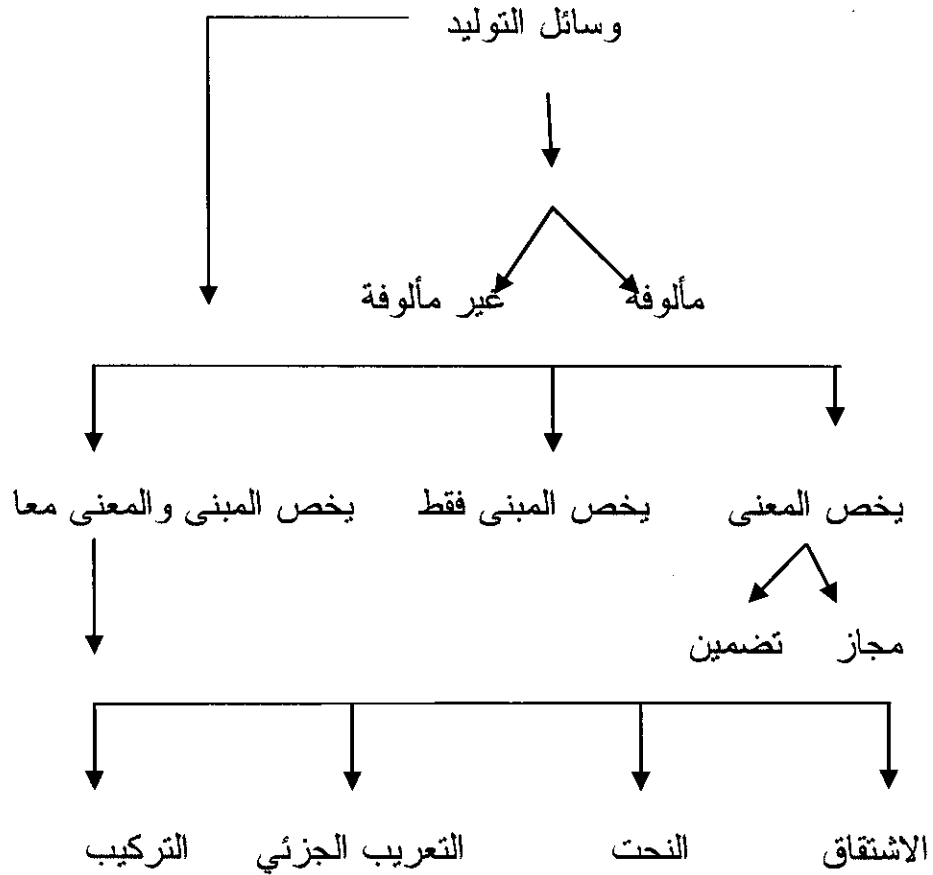 وسائل التوليد
مألوفة غير مألوفة
يخص المعنى يخص المبنى فقط يخص المبنى والمعنى معا
مجاز تضمين
الاشتقاق النحت التعريب الجزئي التركيب